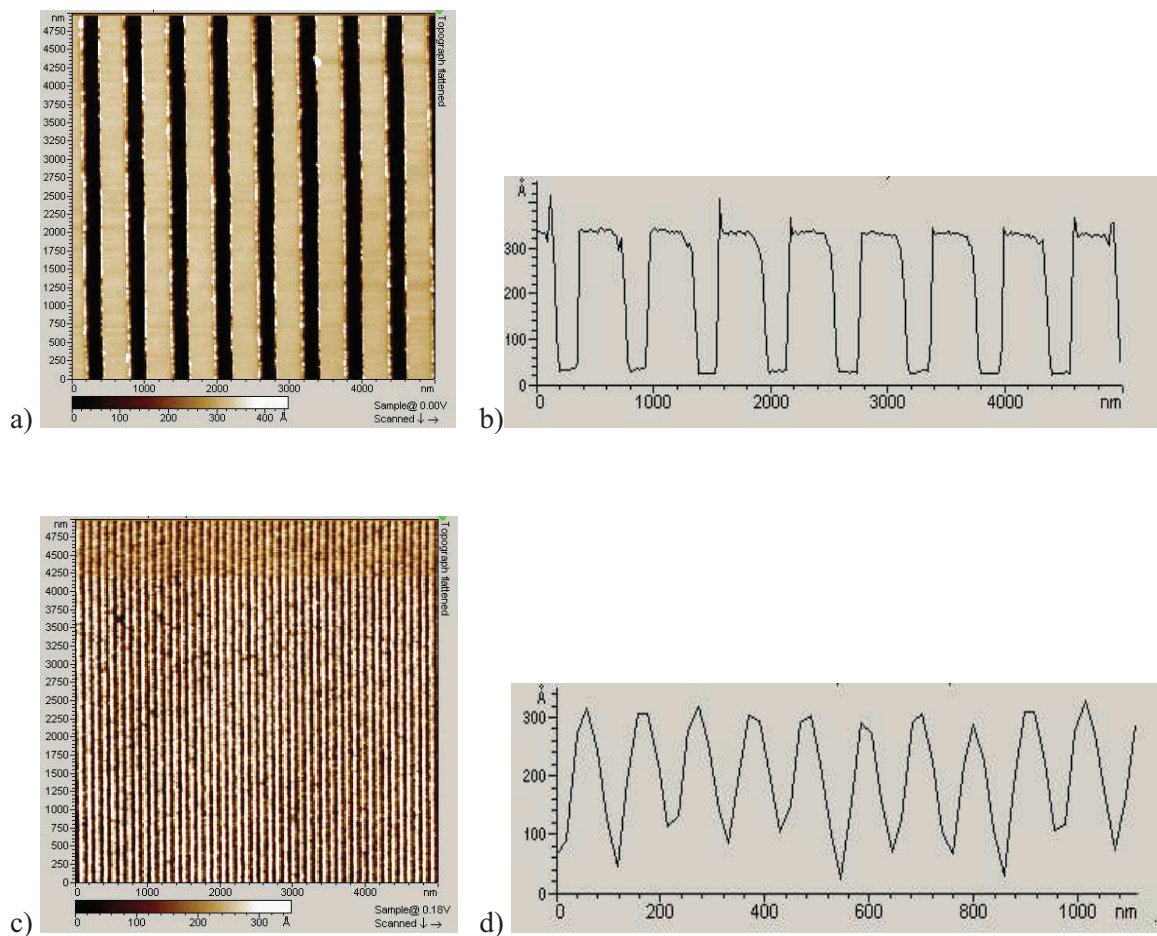 nm
4750
4500
4250
4000
3750
3500
3250
3000
2750
2500
2250
2000
1750
1500
1250
1000
750
500
250
0
0 1000 2000 3000 4000 nm
Topograph flattened
0 100 200 300 400 Å
Sample@ 0.00V
Scanned ↓ →
a)
Å
300
200
100
0
0 1000 2000 3000 4000 nm
b)
nm
4750
4500
4250
4000
3750
3500
3250
3000
2750
2500
2250
2000
1750
1500
1250
1000
750
500
250
0
0 1000 2000 3000 4000 nm
Topograph flattened
0 100 200 300 Å
Sample@ 0.18V
Scanned ↓ →
c)
Å
300
200
100
0
0 200 400 600 800 1000 nm
d)